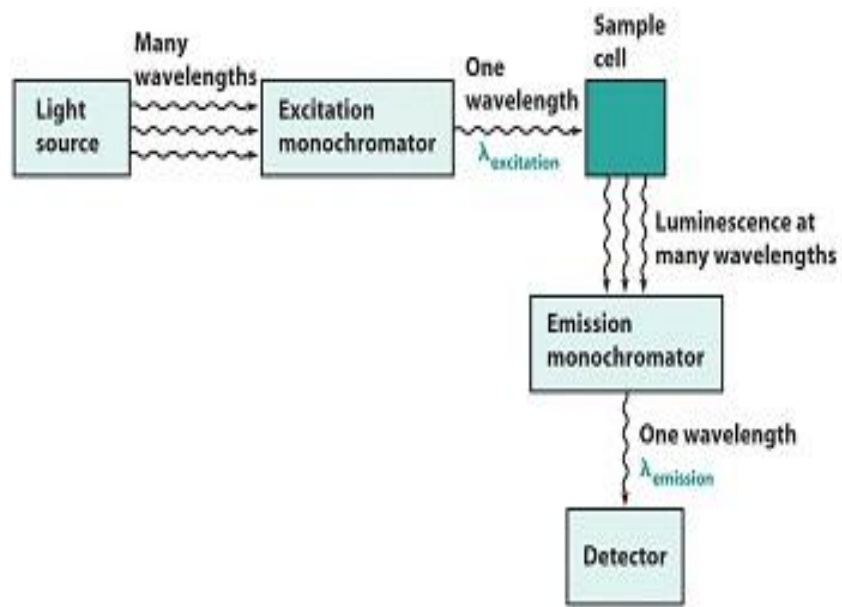 Many
wavelengths
Light
source
Excitation
monochromator
One
wavelength
λexcitation
Sample
cell
Luminescence at
many wavelengths
Emission
monochromator
One wavelength
λemission
Detector